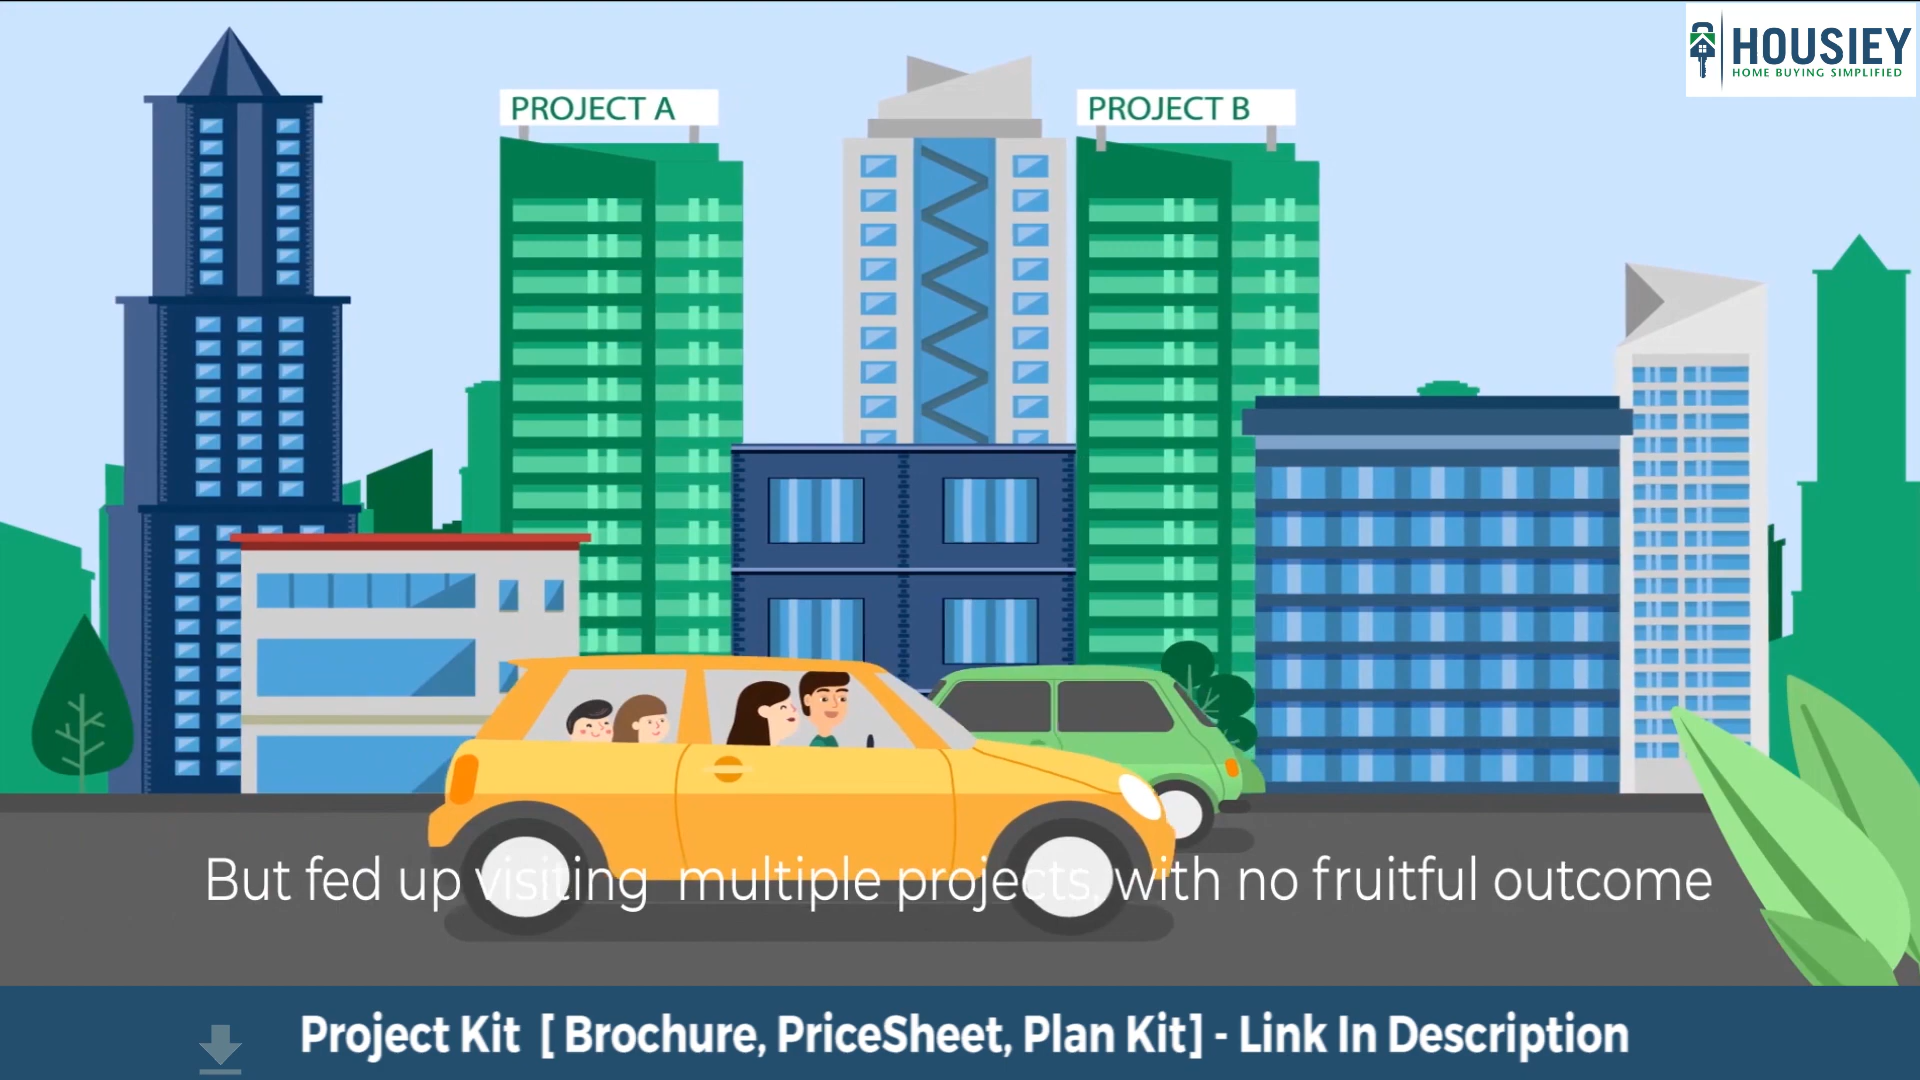 HOUSIEY
HOME BUYING SIMPLIFIED
PROJECT A
PROJECT B
But fed up visiting multiple projects, with no fruitful outcome
Project Kit [ Brochure, PriceSheet, Plan Kit] - Link In Description